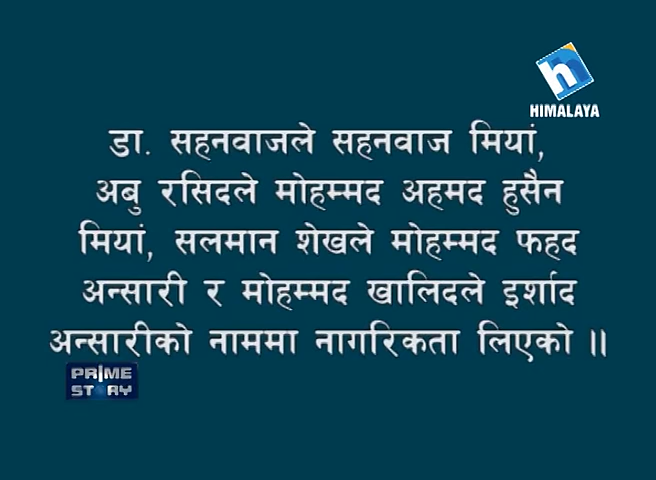 HIMALAYA
डा. सहनवाजले सहनवाज मियां,
अबु रसिदले मोहम्मद अहमद हुसैन
मियां, सलमान शेखले मोहम्मद फहद
अन्सारी र मोहम्मद खालिदले इर्शाद
अन्सारीको नाममा नागरिकता लिएको ॥
PRIME
STORY